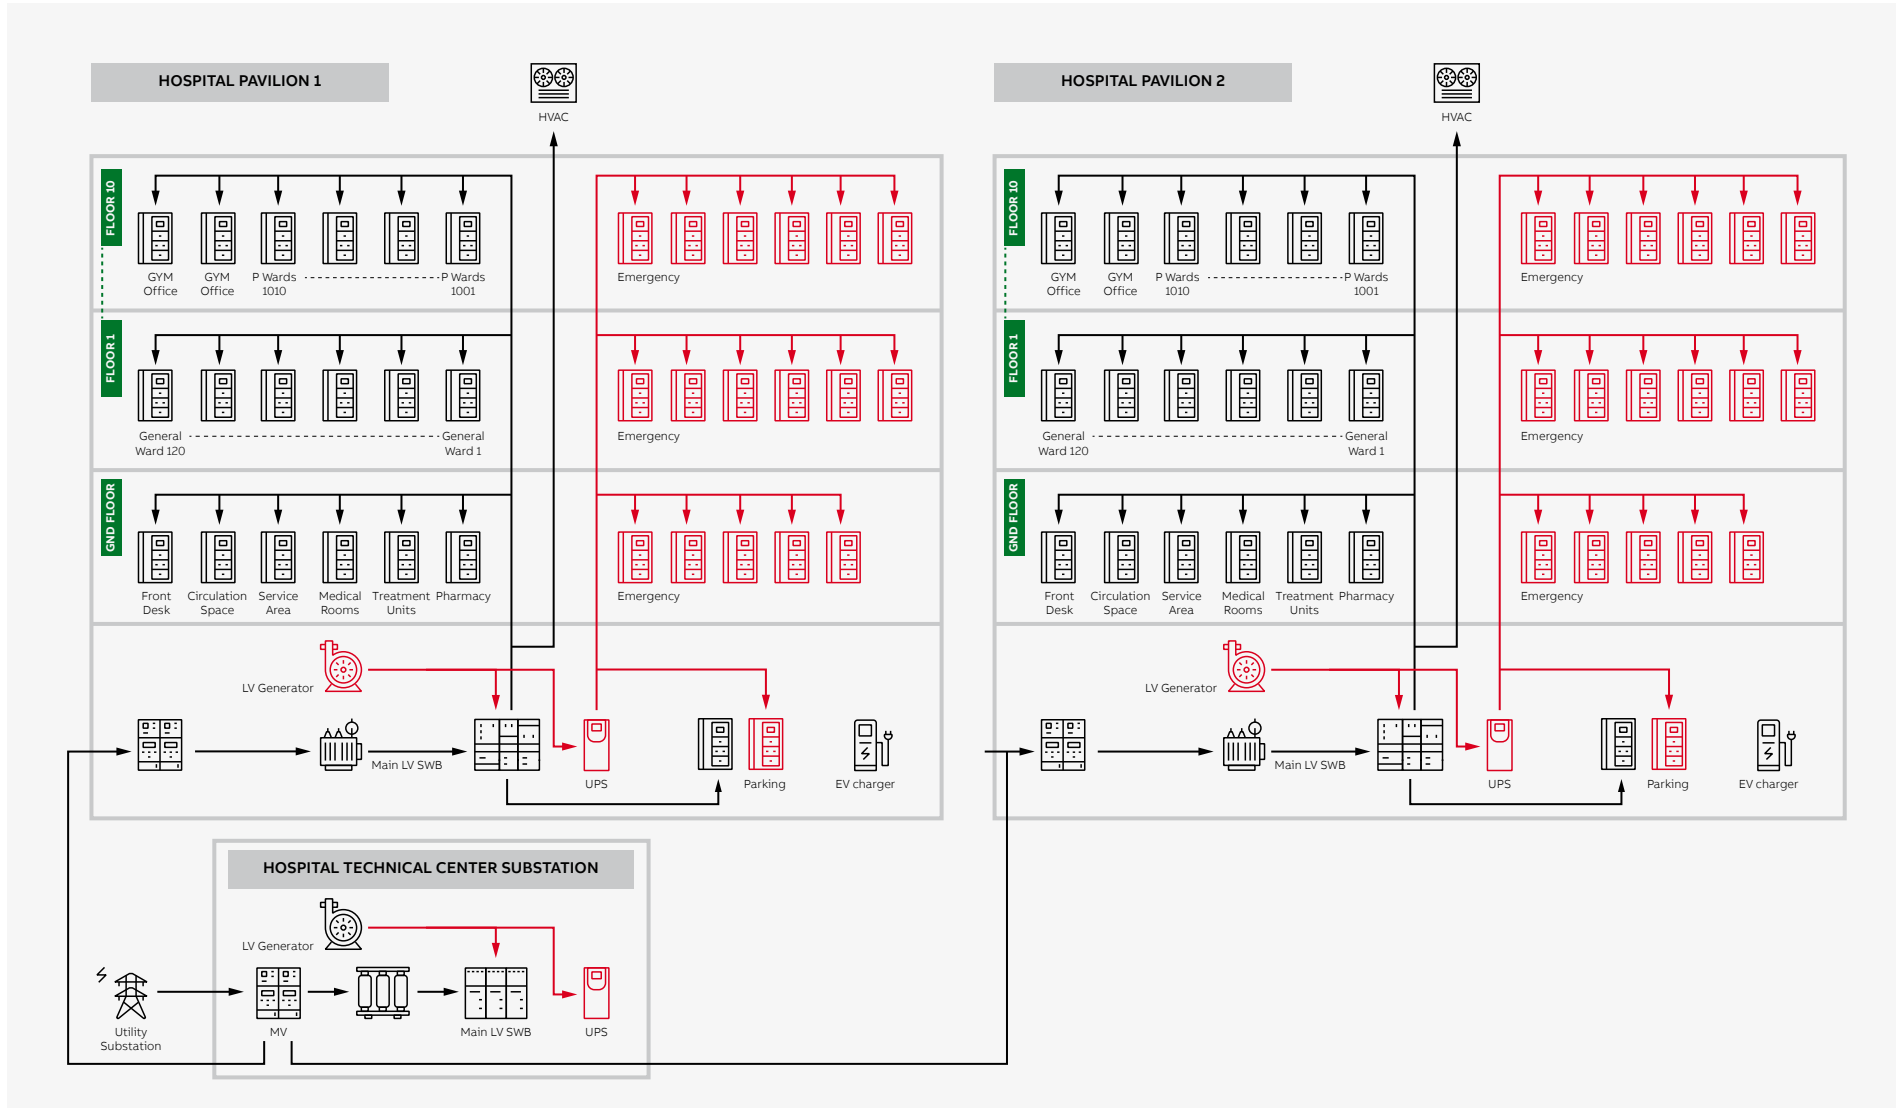 HOSPITAL PAVILION 1
HVAC
FLOOR 10
GYM
Office
GYM
Office
P Wards
1010
P Wards
1001
Emergency
FLOOR 1
General
Ward 120
General
Ward 1
Emergency
GND FLOOR
Front
Desk
Circulation
Space
Service
Area
Medical
Rooms
Treatment
Units
Pharmacy
Emergency
LV Generator
Main LV SWB
UPS
Parking
EV charger
HOSPITAL PAVILION 2
HVAC
FLOOR 10
GYM
Office
GYM
Office
P Wards
1010
P Wards
1001
Emergency
FLOOR 1
General
Ward 120
General
Ward 1
Emergency
GND FLOOR
Front
Desk
Circulation
Space
Service
Area
Medical
Rooms
Treatment
Units
Pharmacy
Emergency
LV Generator
Main LV SWB
UPS
Parking
EV charger
HOSPITAL TECHNICAL CENTER SUBSTATION
LV Generator
Utility
Substation
MV
Main LV SWB
UPS